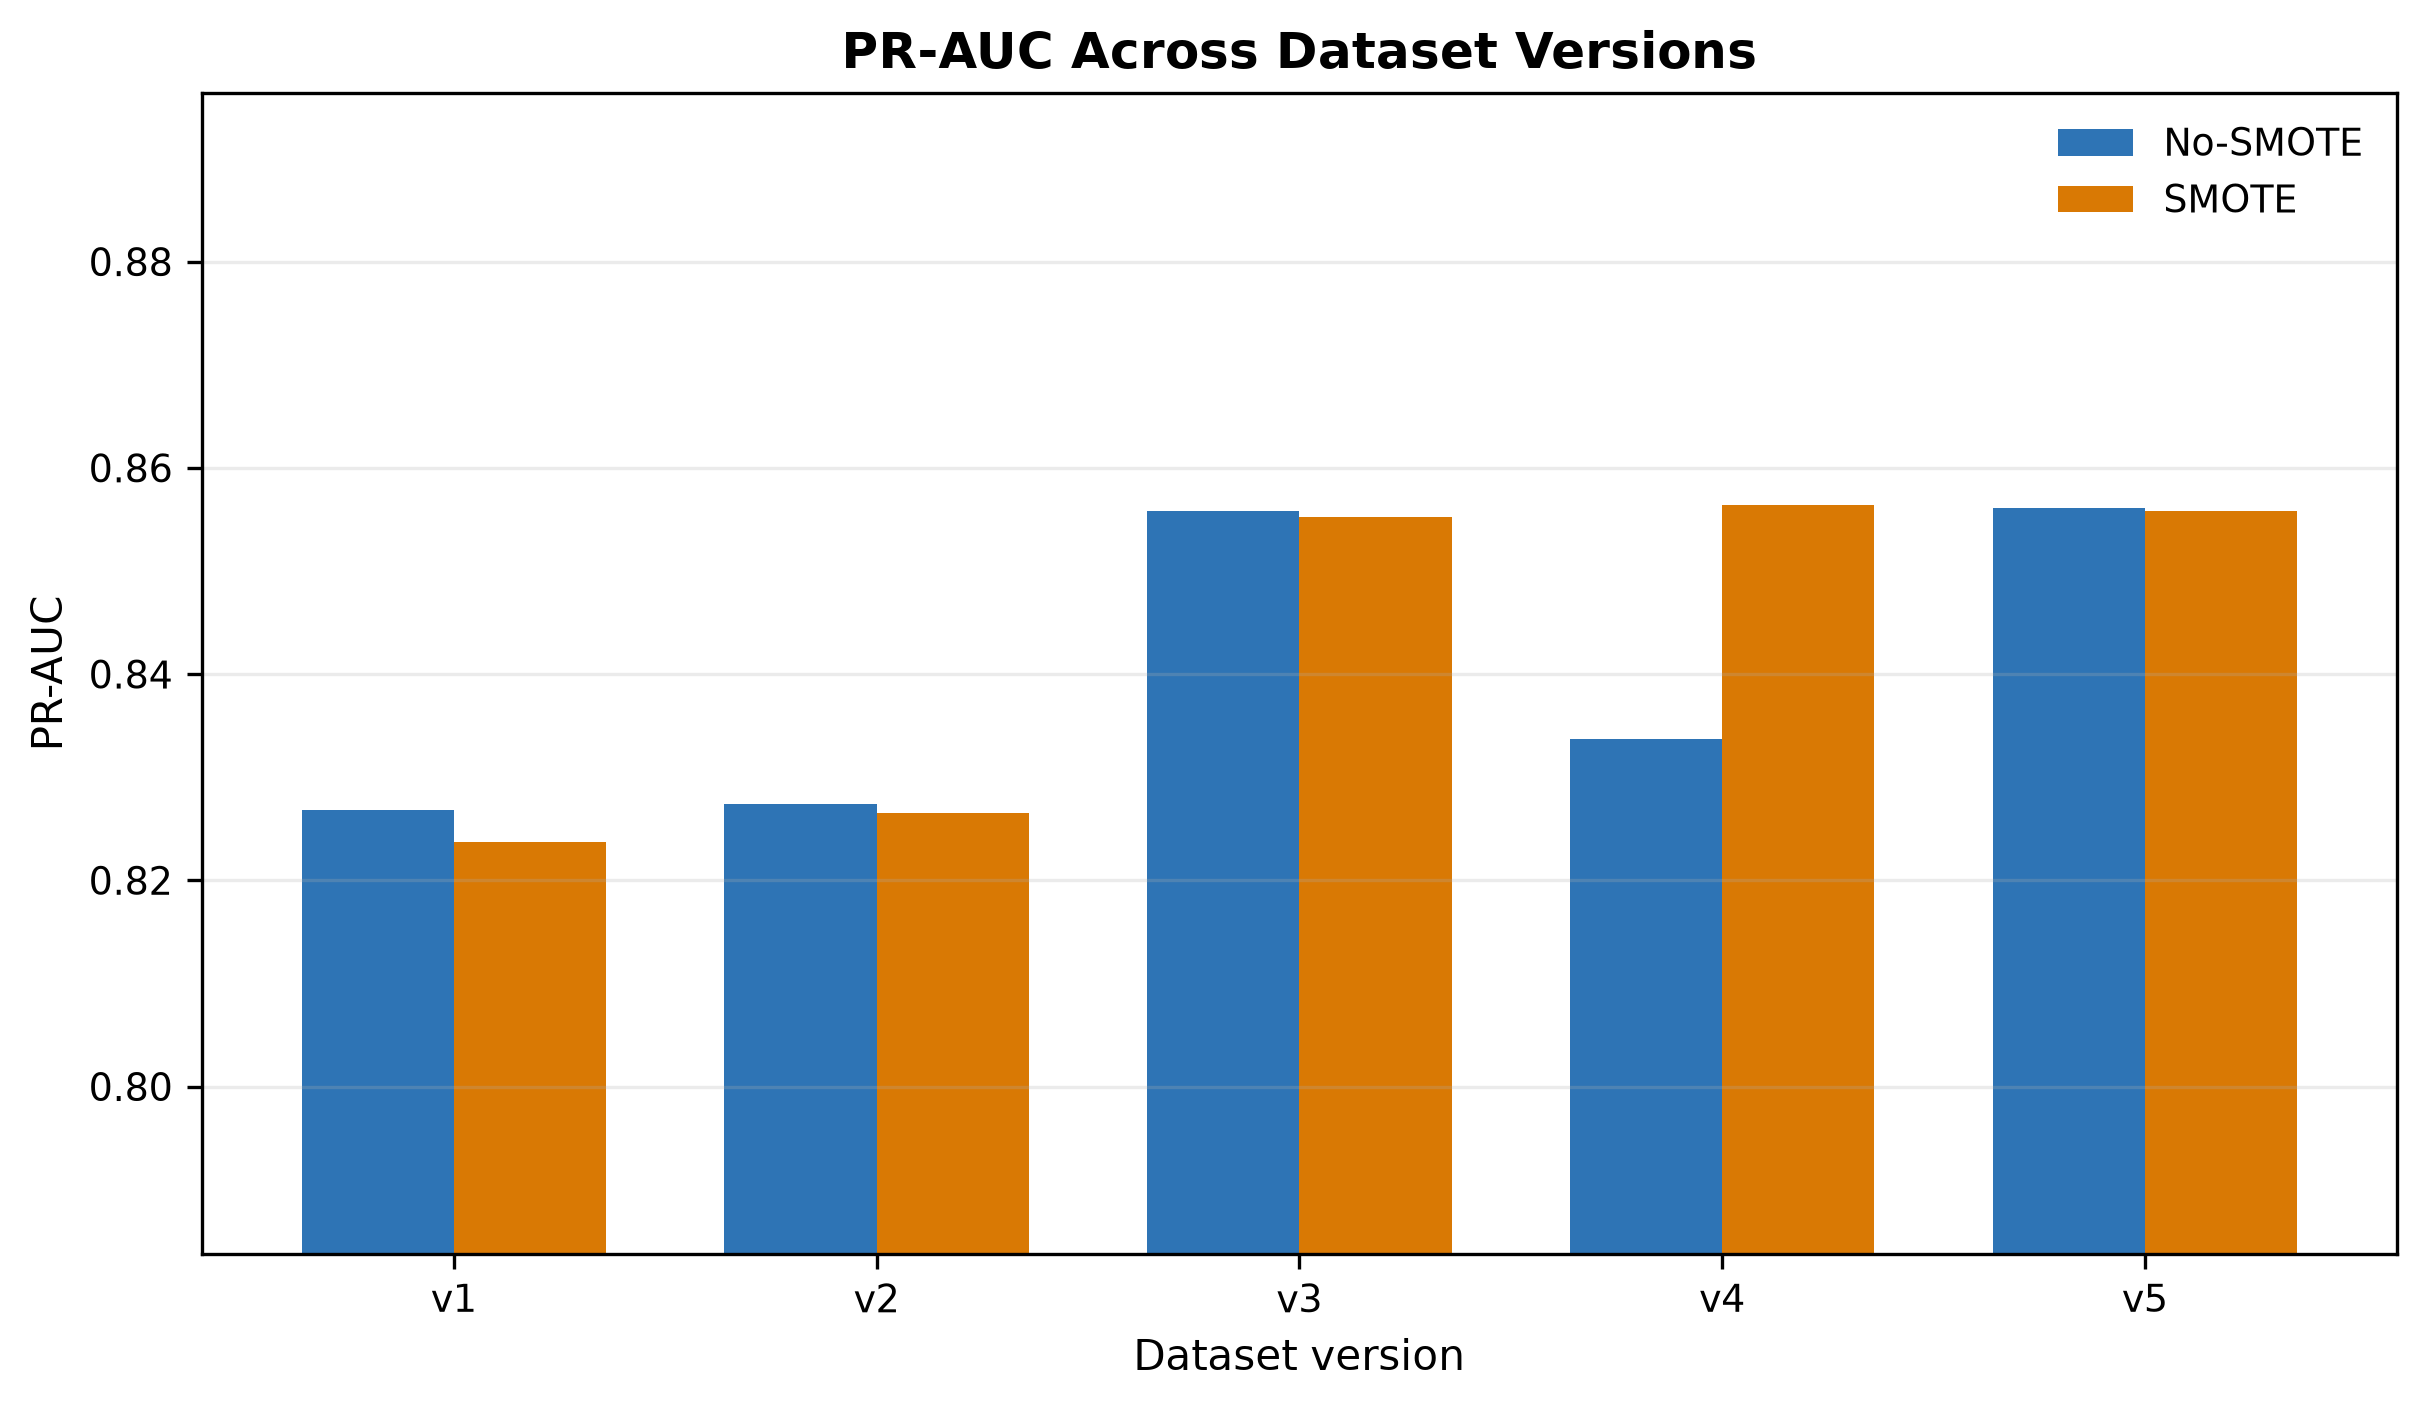 PR-AUC Across Dataset Versions
No-SMOTE
SMOTE
0.88
0.86
0.84
0.82
0.80
PR-AUC
v1 v2 v3 v4 v5
Dataset version